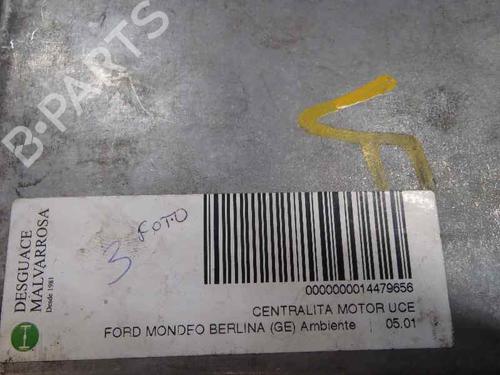 B-PARTS
DESGUACE
MALVARROSA
Desde 1981
3 FOTO
0000000014479656
CENTRALITA MOTOR UCE
FORD MONDEO BERLINA (GE) Ambiente 05.01